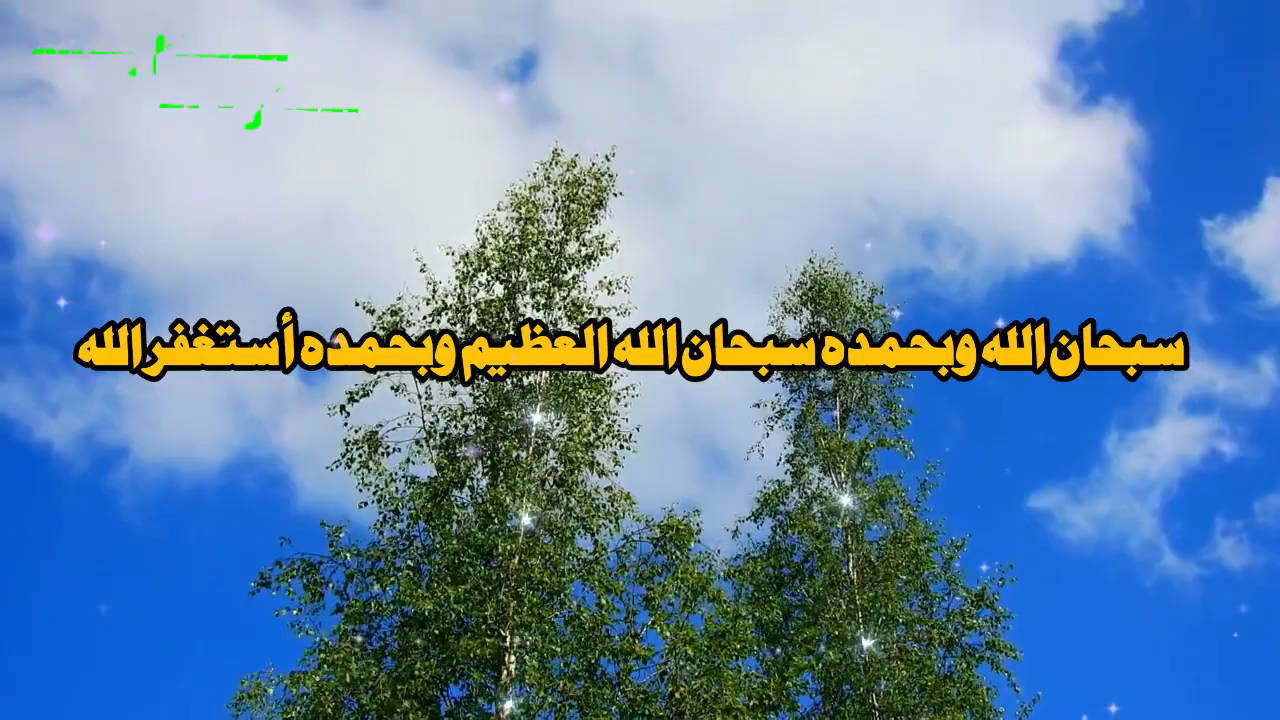 سبحان الله وبحمده سبحان الله العظيم وبحمده أستغفر الله